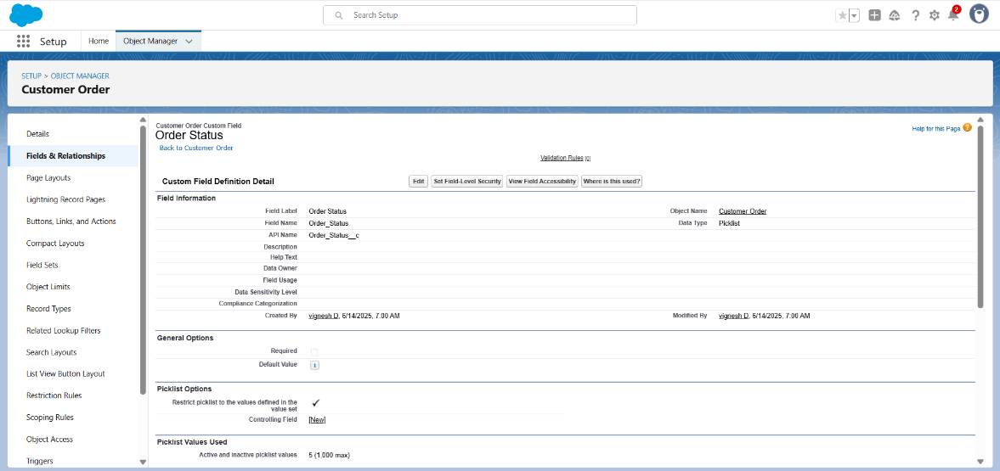 Search Setup
2
Setup
Home
Object Manager
SETUP > OBJECT MANAGER
Customer Order
Details
Fields & Relationships
Page Layouts
Lightning Record Pages
Buttons, Links, and Actions
Compact Layouts
Field Sets
Object Limits
Record Types
Related Lookup Filters
Search Layouts
List View Button Layout
Restriction Rules
Scoping Rules
Object Access
Triggers
Customer Order Custom Field
Order Status
Back to Customer Order
Help for this Page ?
Validation Rules [0]
Custom Field Definition Detail
Edit Set Field-Level Security View Field Accessibility Where is this used?
Field Information
Field Label Order Status Object Name Customer Order
Field Name Order_Status Data Type Picklist
API Name Order_Status__c
Description
Help Text
Data Owner
Field Usage
Data Sensitivity Level
Compliance Categorization
Created By vignesh D, 6/14/2025, 7:00 AM Modified By vignesh D, 6/14/2025, 7:00 AM
General Options
Required
Default Value i
Picklist Options
Restrict picklist to the values defined in the
value set
Controlling Field [New]
Picklist Values Used
Active and inactive picklist values 5 (1,000 max)